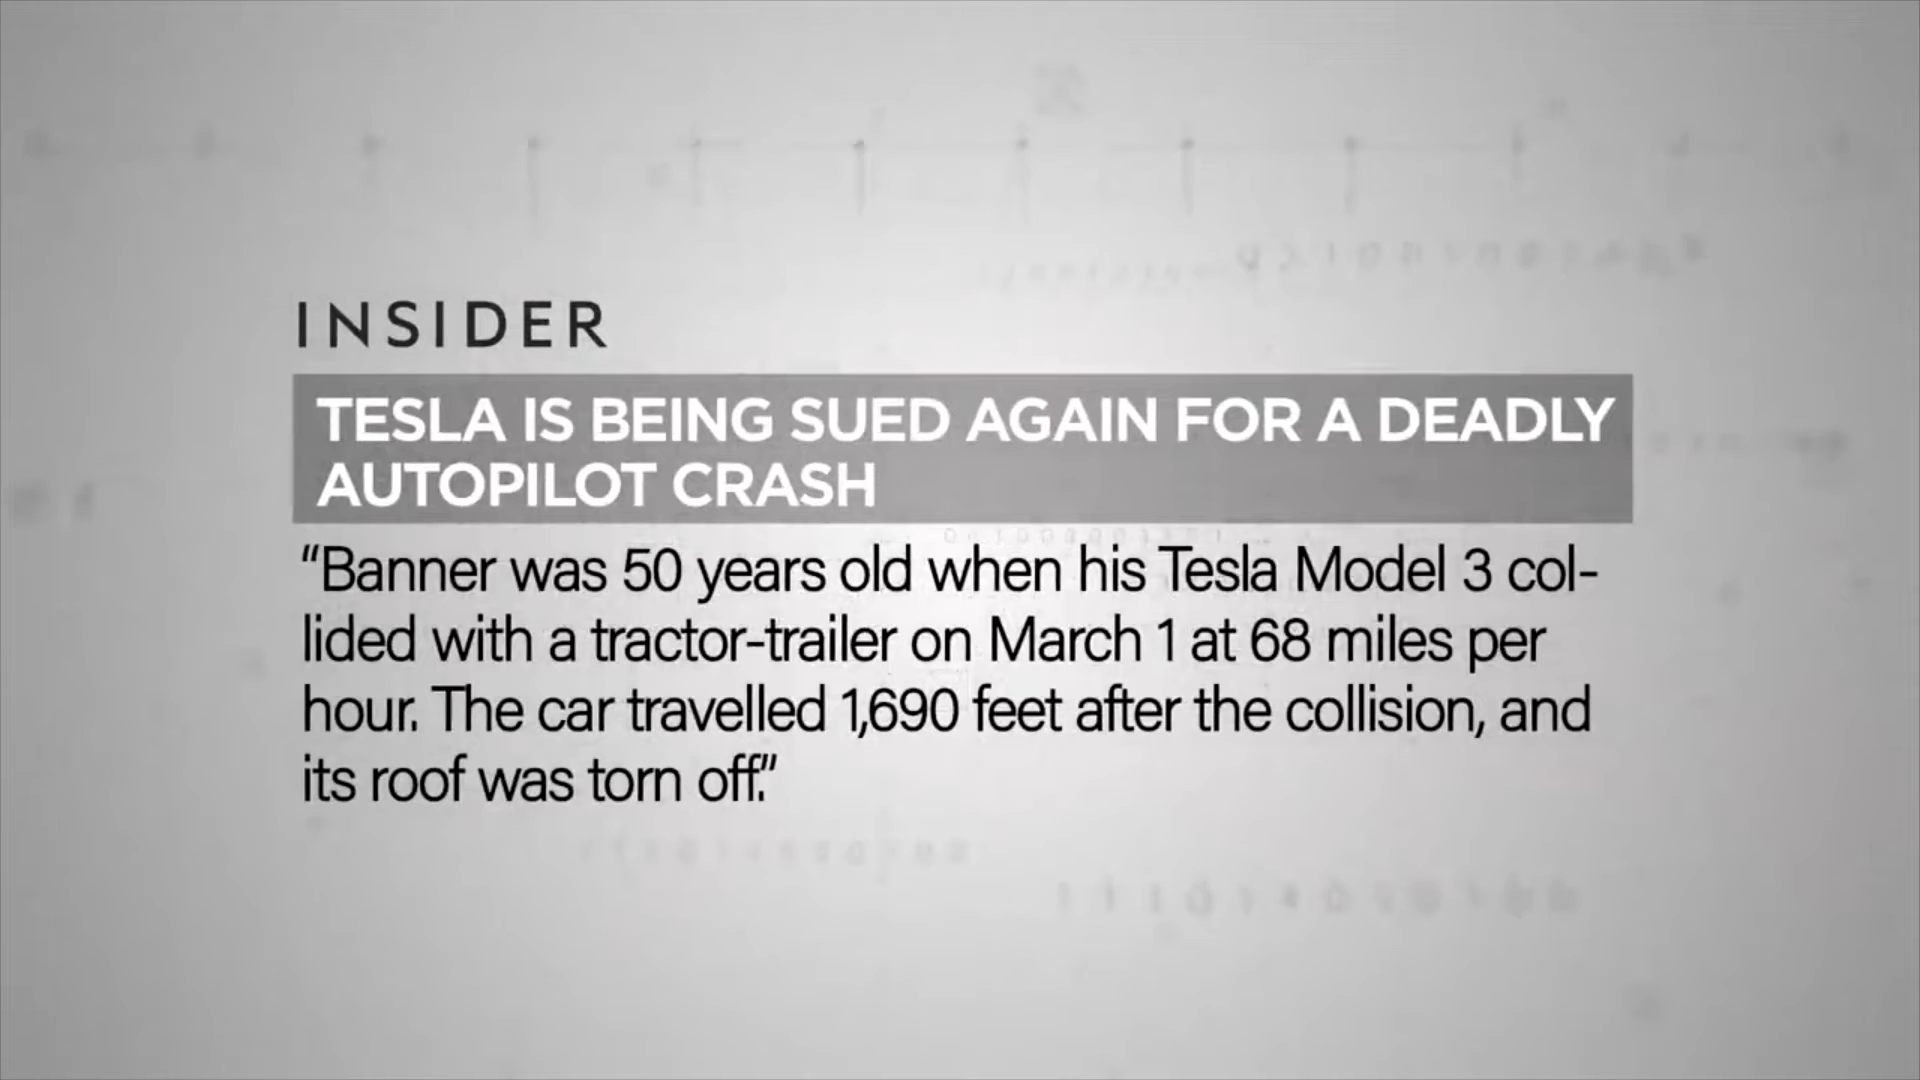 INSIDER
TESLA IS BEING SUED AGAIN FOR A DEADLY
AUTOPILOT CRASH
“Banner was 50 years old when his Tesla Model 3 col-
lided with a tractor-trailer on March 1 at 68 miles per
hour. The car travelled 1,690 feet after the collision, and
its roof was torn off.”